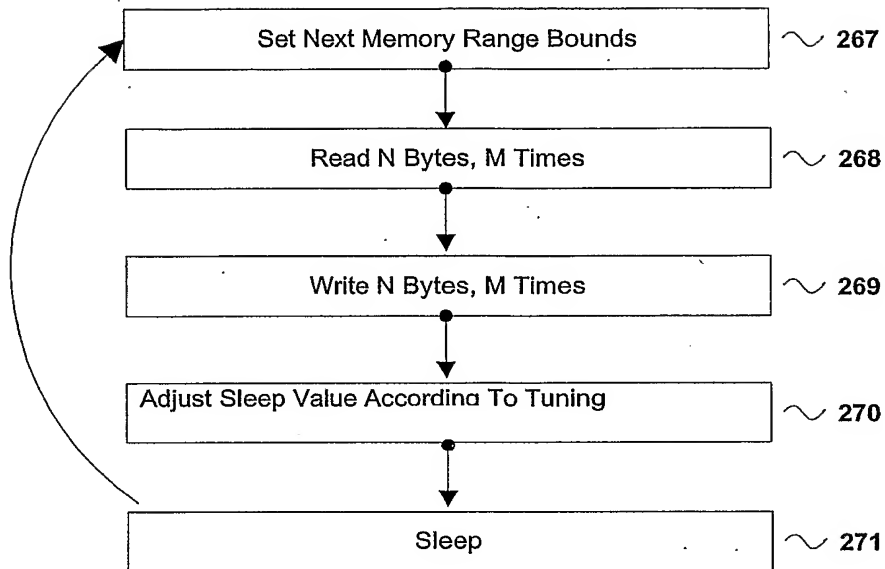 Set Next Memory Range Bounds 267
Read N Bytes, M Times 268
Write N Bytes, M Times 269
Adjust Sleep Value According To Tuning 270
Sleep 271